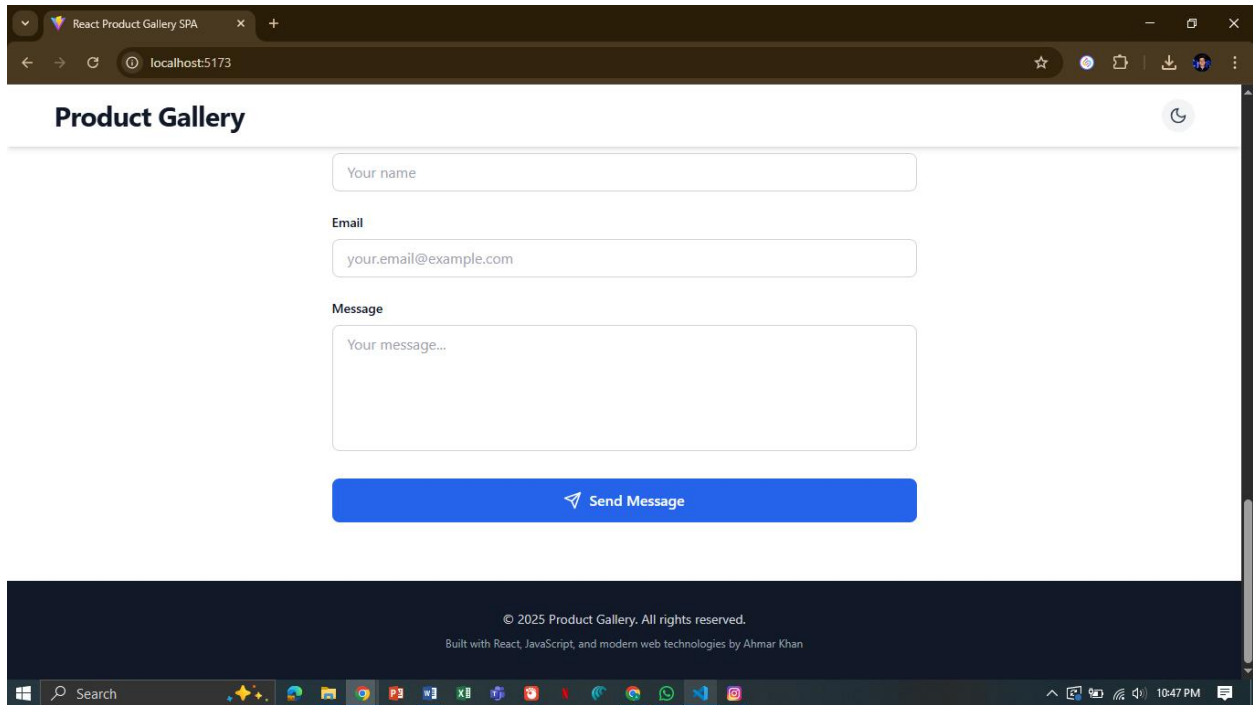 React Product Gallery SPA
localhost:5173
Product Gallery
Your name
Email
your.email@example.com
Message
Your message...
Send Message
© 2025 Product Gallery. All rights reserved.
Built with React, JavaScript, and modern web technologies by Ahmar Khan
Search
10:47 PM